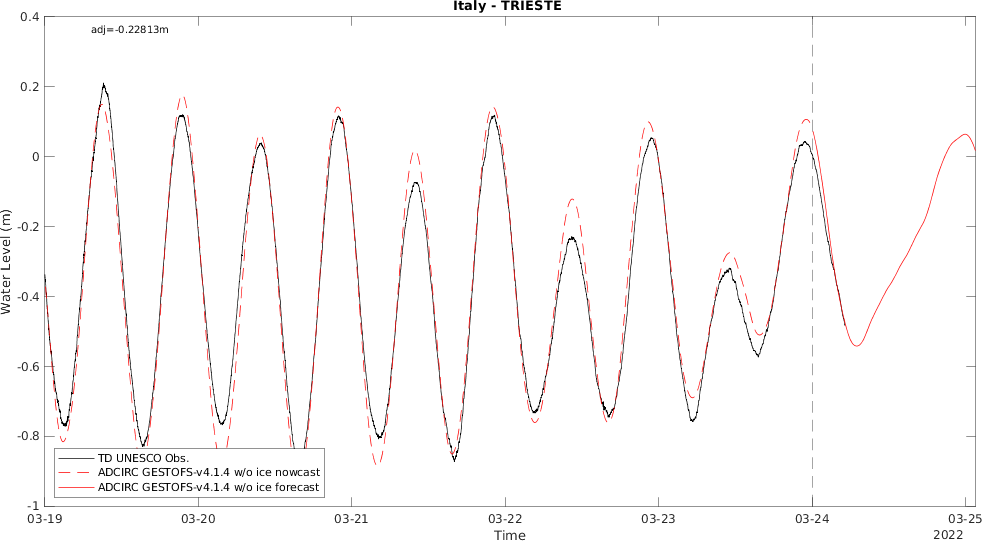 Italy - TRIESTE
adj=-0.22813m
0.4
0.2
0
-0.2
-0.4
-0.6
-0.8
-1
Water Level (m)
TD UNESCO Obs.
ADCIRC GESTOFS-v4.1.4 w/o ice nowcast
ADCIRC GESTOFS-v4.1.4 w/o ice forecast
03-19 03-20 03-21 03-22 03-23 03-24 03-25
Time
2022